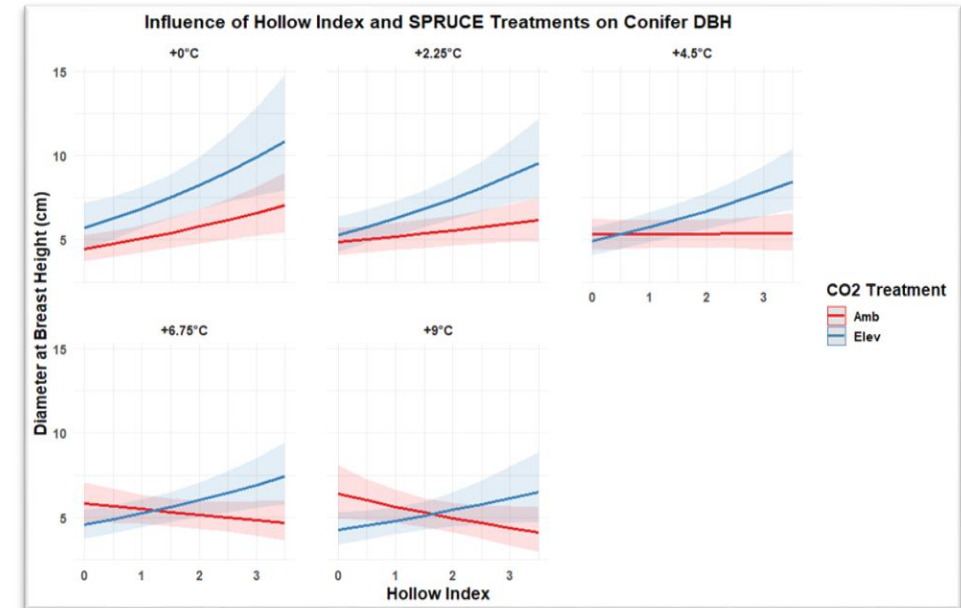 Influence of Hollow Index and SPRUCE Treatments on Conifer DBH
+0°C
+2.25°C
+4.5°C
15
10
5
0 1 2 3
Diameter at Breast Height (cm)
CO2 Treatment
Amb
Elev
+6.75°C
+9°C
15
10
5
0 1 2 3
0 1 2 3
Hollow Index